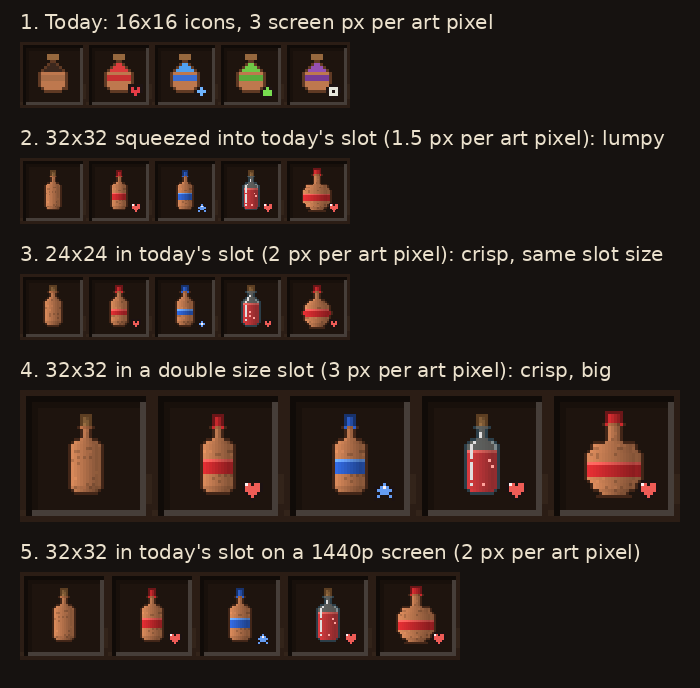 1. Today: 16x16 icons, 3 screen px per art pixel
2. 32x32 squeezed into today's slot (1.5 px per art pixel): lumpy
3. 24x24 in today's slot (2 px per art pixel): crisp, same slot size
4. 32x32 in a double size slot (3 px per art pixel): crisp, big
5. 32x32 in today's slot on a 1440p screen (2 px per art pixel)